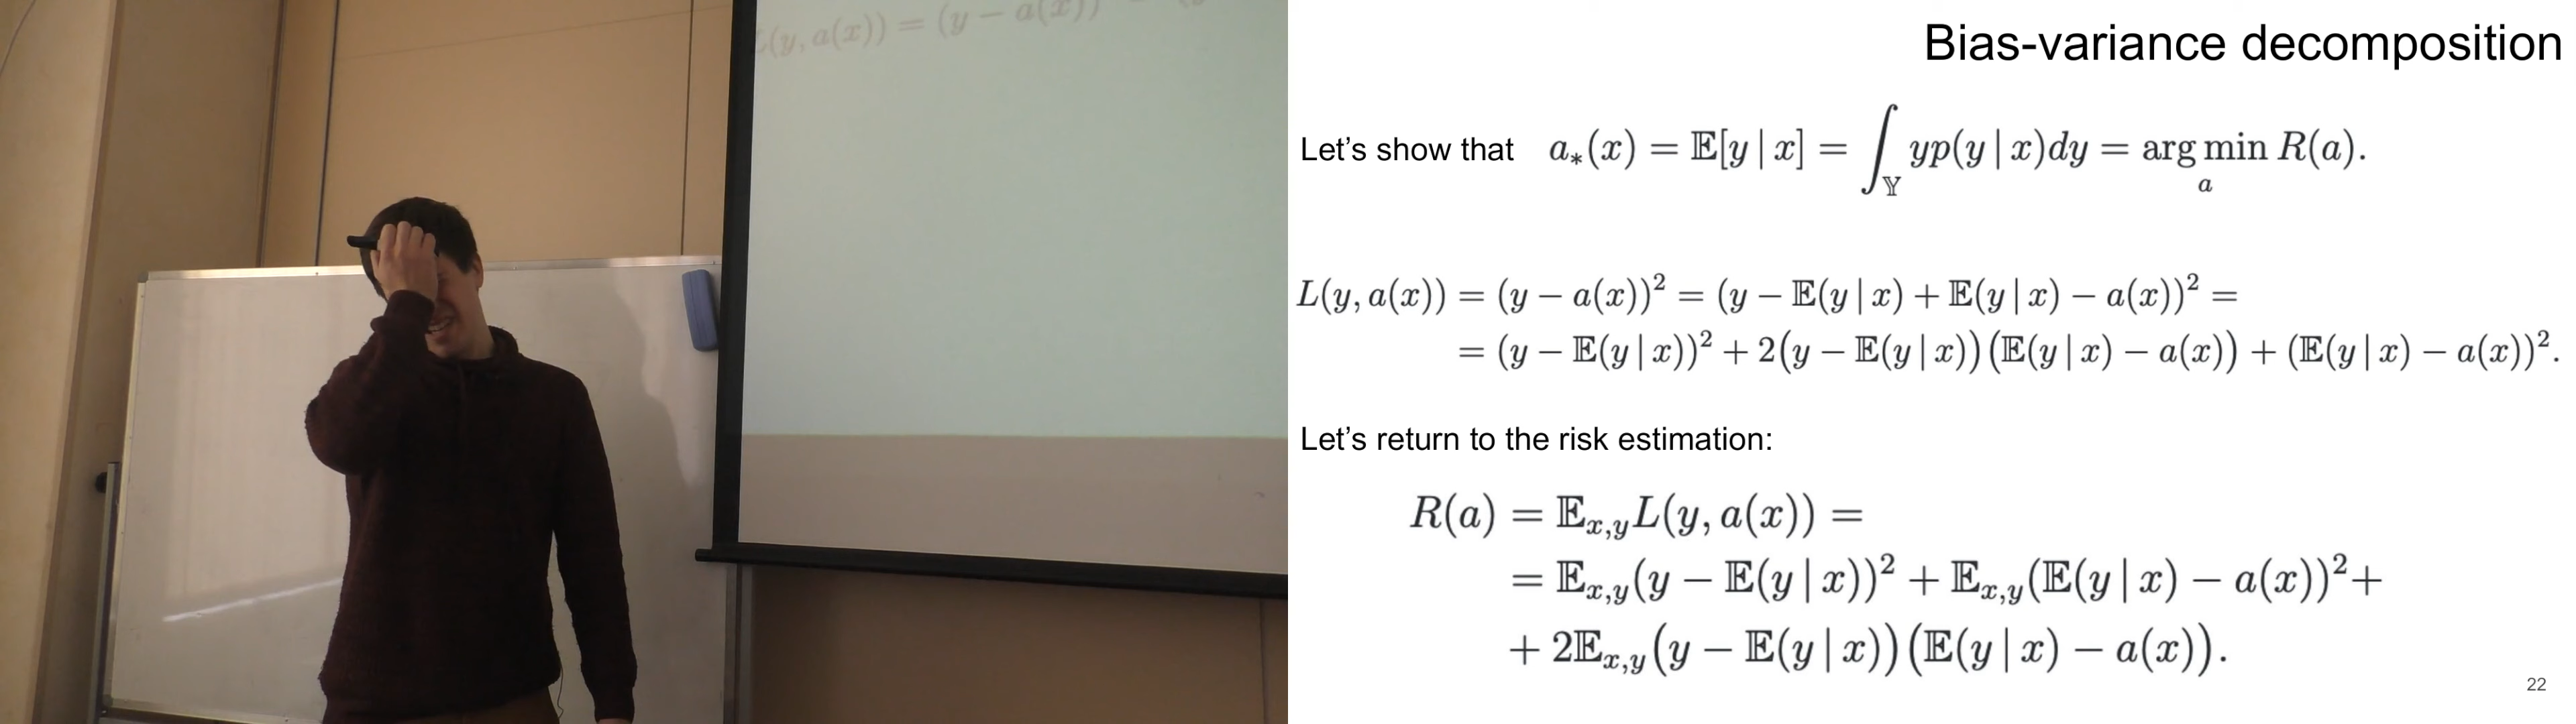 L(y, a(x)) = (y − a(x))
Bias-variance decomposition
Let's show that a∗(x) = 𝔼[y | x] = ∫_𝕐 yp(y | x)dy = arg min_a R(a).
L(y, a(x)) = (y − a(x))² = (y − 𝔼(y | x) + 𝔼(y | x) − a(x))² =
= (y − 𝔼(y | x))² + 2(y − 𝔼(y | x))(𝔼(y | x) − a(x)) + (𝔼(y | x) − a(x))².
Let's return to the risk estimation:
R(a) = 𝔼_{x,y}L(y, a(x)) =
= 𝔼_{x,y}(y − 𝔼(y | x))² + 𝔼_{x,y}(𝔼(y | x) − a(x))²+
+ 2𝔼_{x,y}(y − 𝔼(y | x))(𝔼(y | x) − a(x)).
22